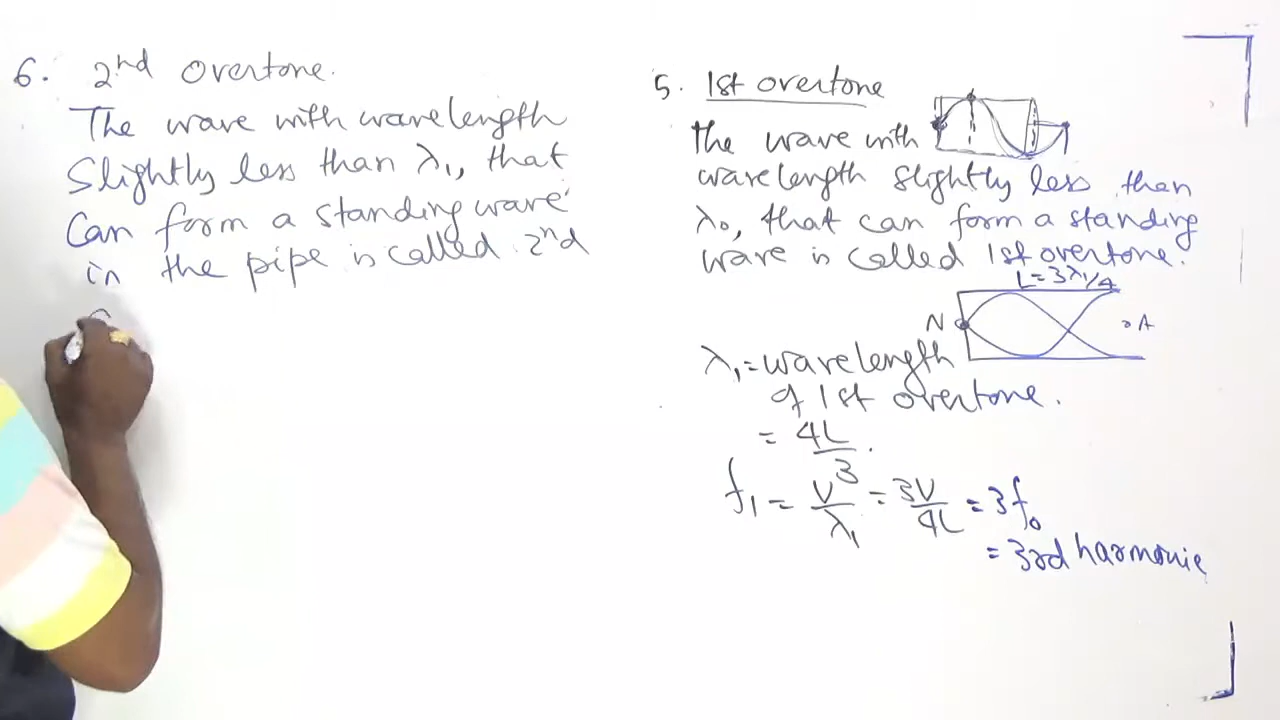 6. 2nd overtone.
The wave with wavelength
Slightly less than λ₁, that
Can form a standing wave
in the pipe is called 2nd
5. 1st overtone
The wave with
wavelength slightly less than
λ₀, that can form a standing
wave is called 1st overtone.
L=3λ₁/4
N
A
λ₁=wavelength
of 1st overtone.
= 4L/3.
f₁ = V/λ₁ = 3V/4L = 3f₀
= 3rd harmonic